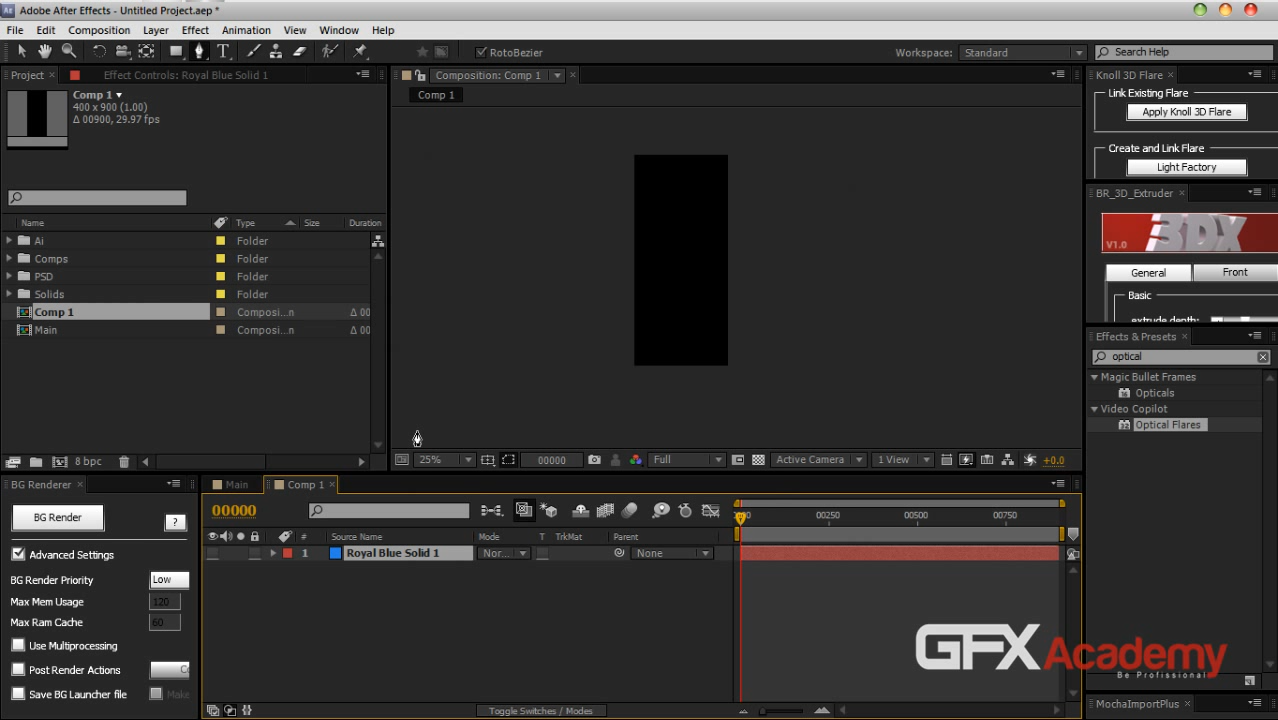 Adobe After Effects - Untitled Project.aep *
File Edit Composition Layer Effect Animation View Window Help
RotoBezier
Workspace: Standard
Search Help
Project
Effect Controls: Royal Blue Solid 1
Comp 1
400 x 900 (1.00)
Δ 00900, 29.97 fps
Name Type Size Duration
Ai Folder
Comps Folder
PSD Folder
Solids Folder
Comp 1 Composi...n Δ 00
Main Composi...n Δ 00
8 bpc
Composition: Comp 1
Comp 1
25% 00000 Full Active Camera 1 View +0.0
Knoll 3D Flare
Link Existing Flare
Apply Knoll 3D Flare
Create and Link Flare
Light Factory
BR_3D_Extruder
3DX
V1.0
General Front
Basic
extrude depth:
Effects & Presets
optical
Magic Bullet Frames
Opticals
Video Copilot
Optical Flares
BG Renderer
BG Render ?
Advanced Settings
BG Render Priority Low
Max Mem Usage 120
Max Ram Cache 60
Use Multiprocessing
Post Render Actions
Save BG Launcher file Make
Main Comp 1
00000
00250 00500 00750
# Source Name Mode T TrkMat Parent
1 Royal Blue Solid 1 Nor... None
Toggle Switches / Modes
GFXAcademy
Be Profissional
MochaImportPlus